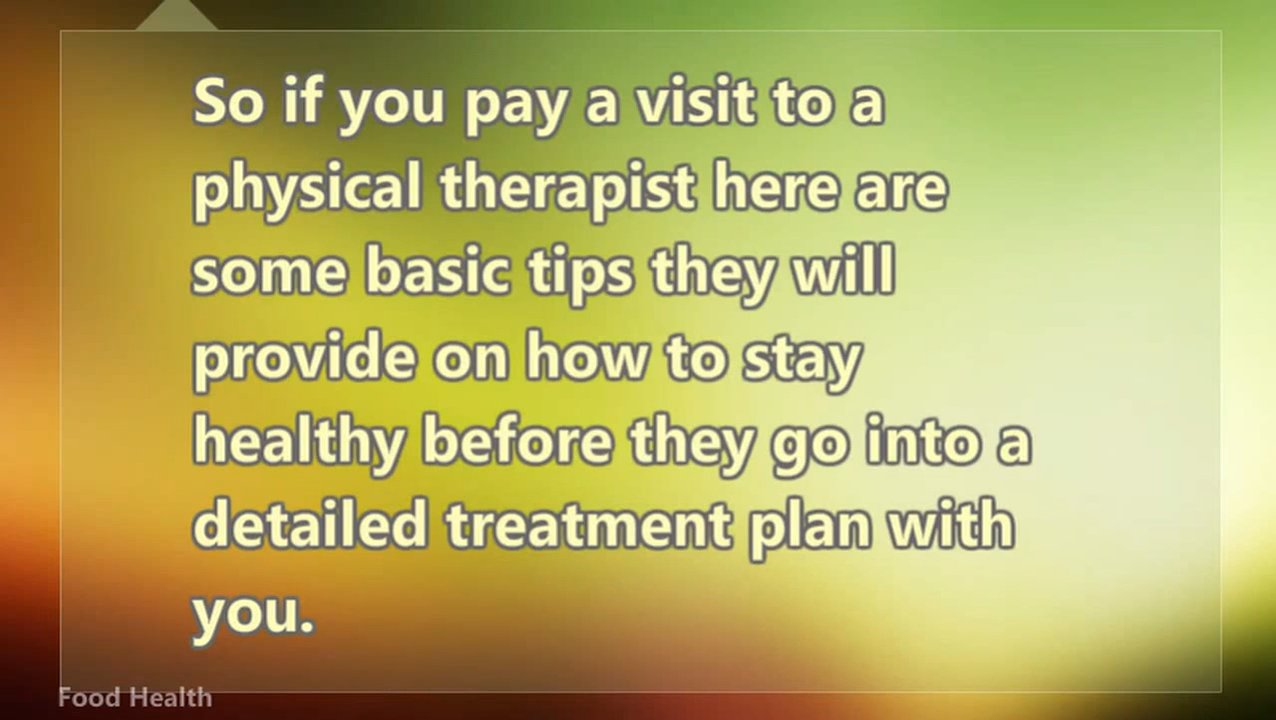 So if you pay a visit to a
physical therapist here are
some basic tips they will
provide on how to stay
healthy before they go into a
detailed treatment plan with
you.
Food Health